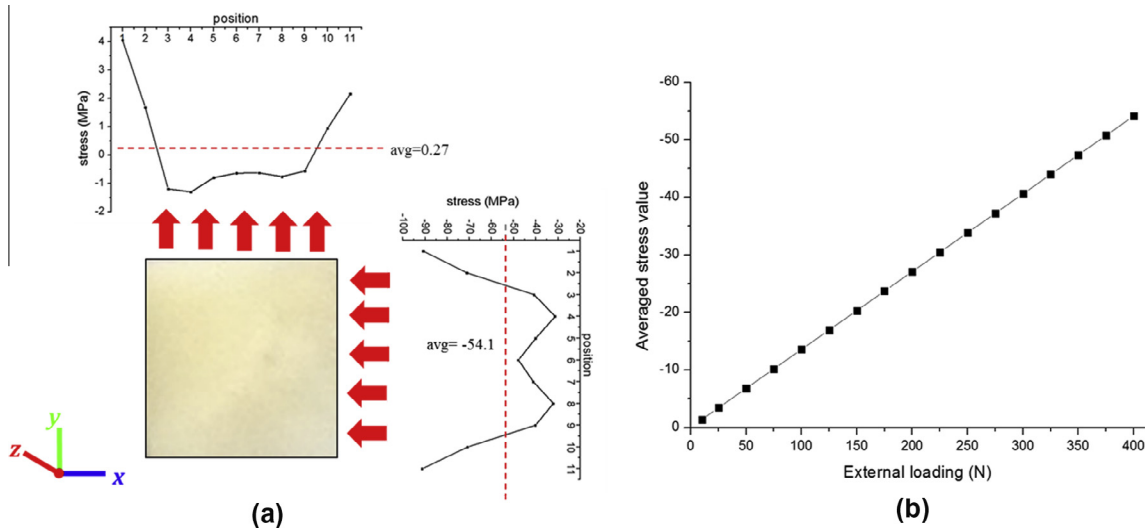 position
1 2 3 4 5 6 7 8 9 10 11
4
3
2
1
0
-1
-2
stress (MPa)
avg=0.27
stress (MPa)
-100 -90 -80 -70 -60 -50 -40 -30 -20
1
2
3
4
5
6
7
8
9
10
11
position
avg= -54.1
y
z
x
(a)
-60
-50
-40
-30
-20
-10
0
Averaged stress value
0 50 100 150 200 250 300 350 400
External loading (N)
(b)